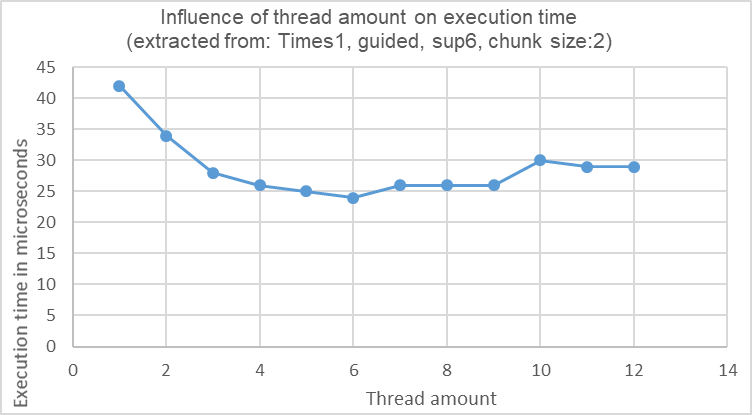 Influence of thread amount on execution time
(extracted from: Times1, guided, sup6, chunk size:2)
Execution time in microseconds
45
40
35
30
25
20
15
10
5
0
0 2 4 6 8 10 12 14
Thread amount